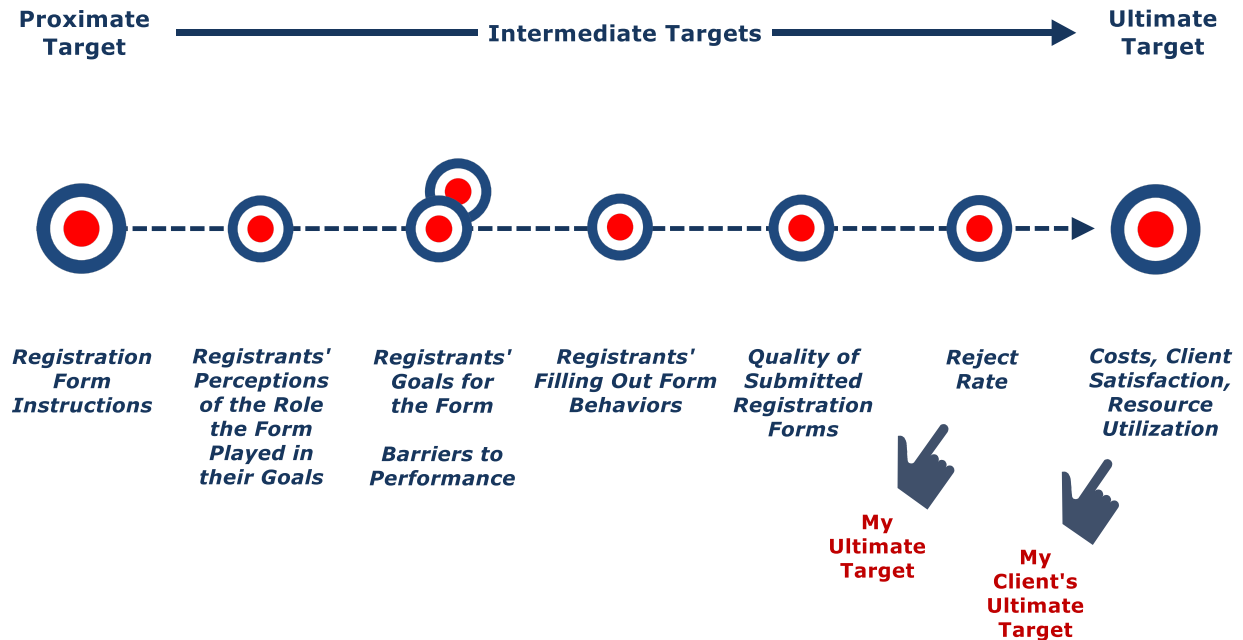 Proximate
Target
Intermediate Targets
Ultimate
Target
Registration
Form
Instructions
Registrants'
Perceptions
of the Role
the Form
Played in
their Goals
Registrants'
Goals for
the Form
Barriers to
Performance
Registrants'
Filling Out Form
Behaviors
Quality of
Submitted
Registration
Forms
Reject
Rate
Costs, Client
Satisfaction,
Resource
Utilization
My
Ultimate
Target
My
Client's
Ultimate
Target